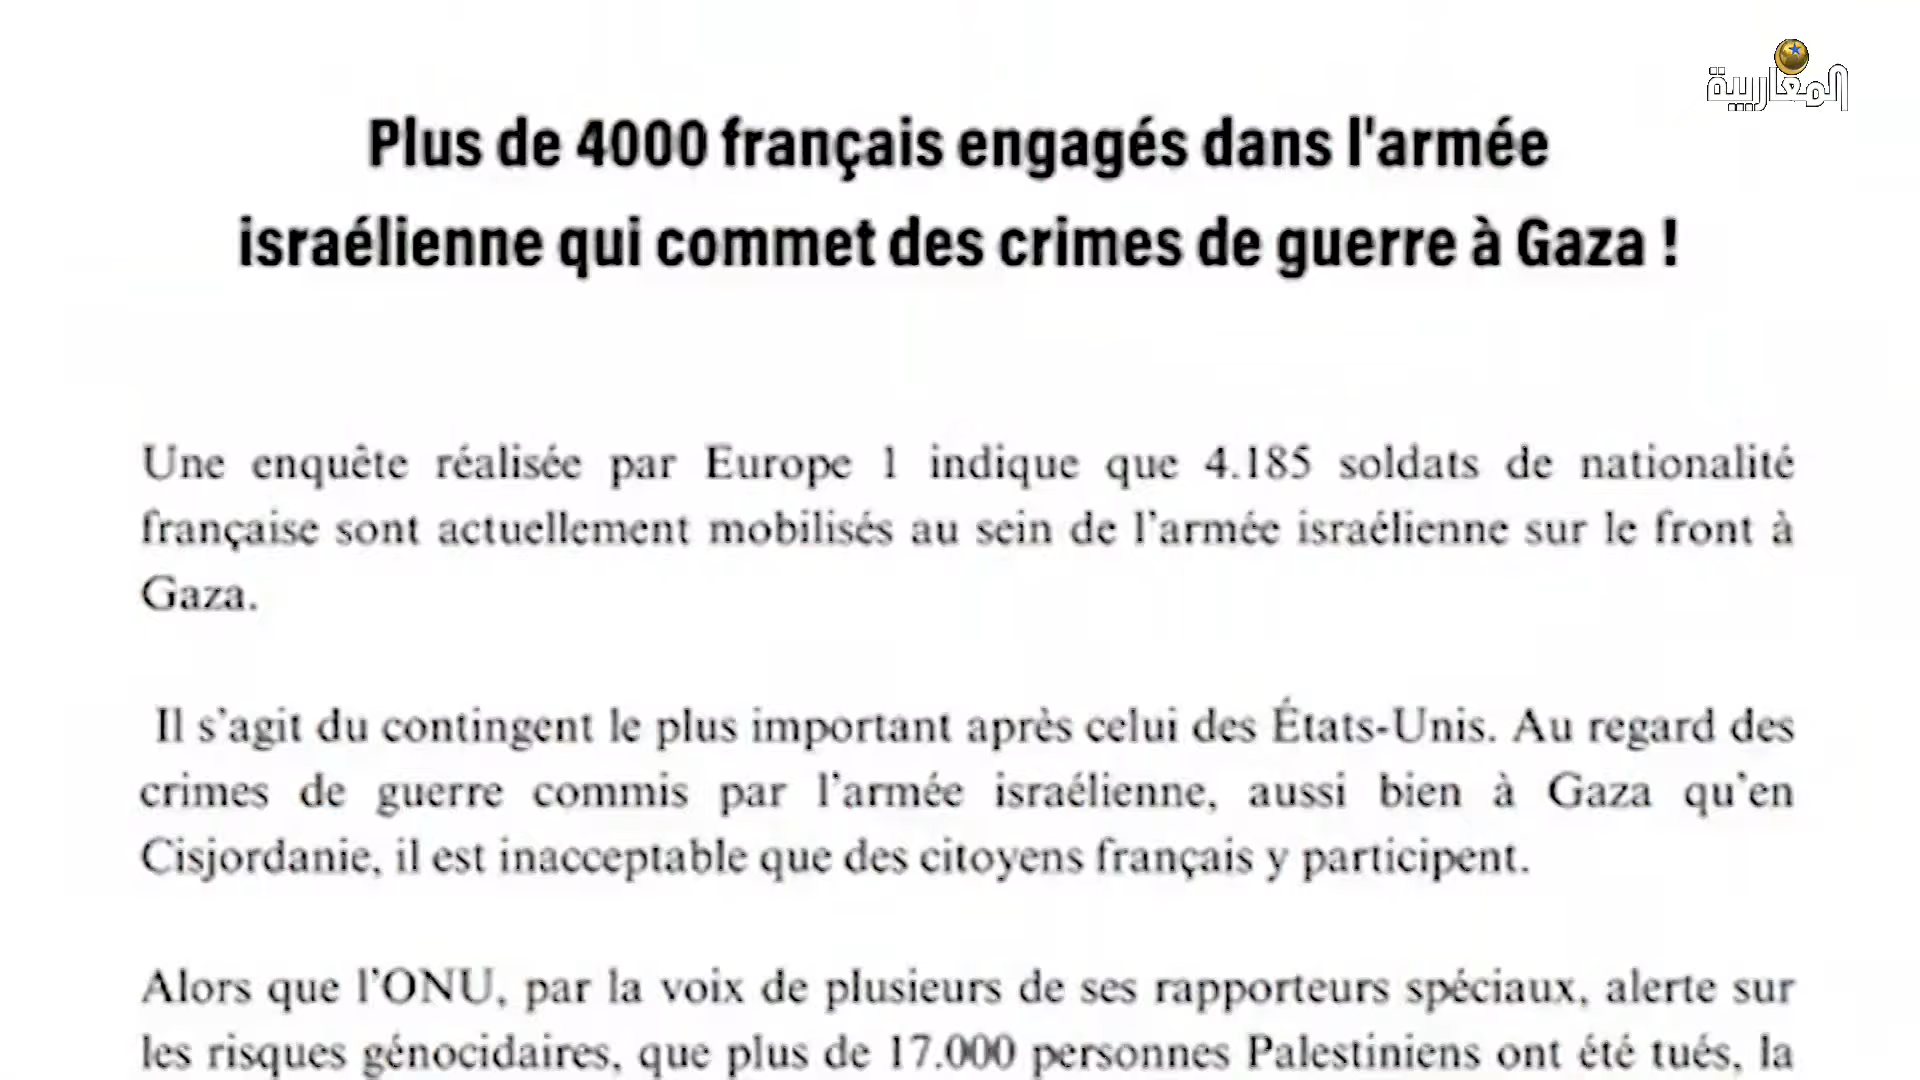 المغاربية
Plus de 4000 français engagés dans l'armée
israélienne qui commet des crimes de guerre à Gaza !
Une enquête réalisée par Europe 1 indique que 4.185 soldats de nationalité
française sont actuellement mobilisés au sein de l’armée israélienne sur le front à
Gaza.
Il s’agit du contingent le plus important après celui des États-Unis. Au regard des
crimes de guerre commis par l’armée israélienne, aussi bien à Gaza qu’en
Cisjordanie, il est inacceptable que des citoyens français y participent.
Alors que l’ONU, par la voix de plusieurs de ses rapporteurs spéciaux, alerte sur
les risques génocidaires, que plus de 17.000 personnes Palestiniens ont été tués, la